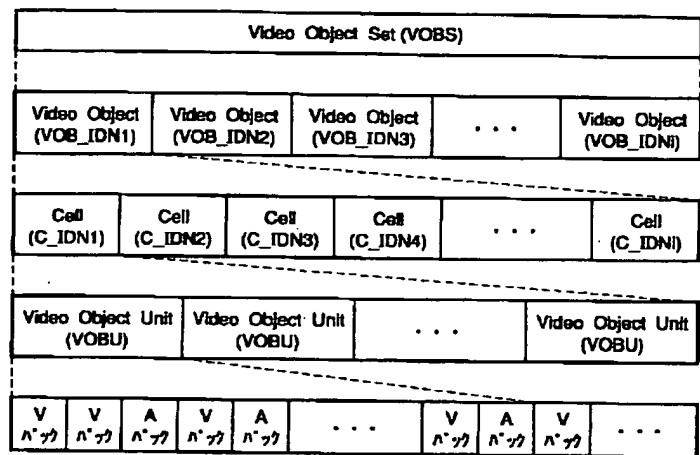 Video Object Set (VOBS)
Video Object Video Object Video Object · · · Video Object
(VOB_IDN1) (VOB_IDN2) (VOB_IDN3) (VOB_IDNi)
Cell Cell Cell Cell · · · Cell
(C_IDN1) (C_IDN2) (C_IDN3) (C_IDN4) (C_IDNi)
Video Object Unit Video Object Unit · · · Video Object Unit
(VOBU) (VOBU) (VOBU)
V V A V A · · · V A V · · ·
パック パック パック パック パック パック パック パック